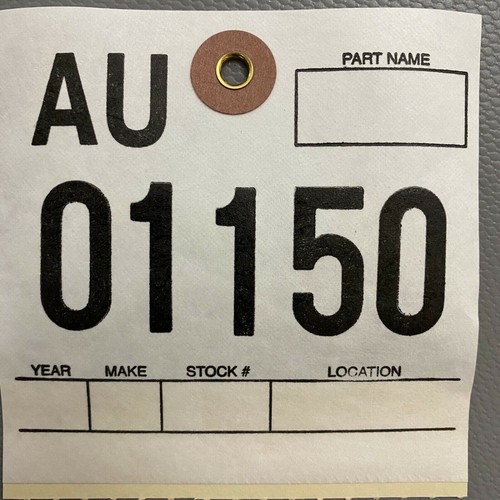 AU
PART NAME
01150
YEAR MAKE STOCK # LOCATION